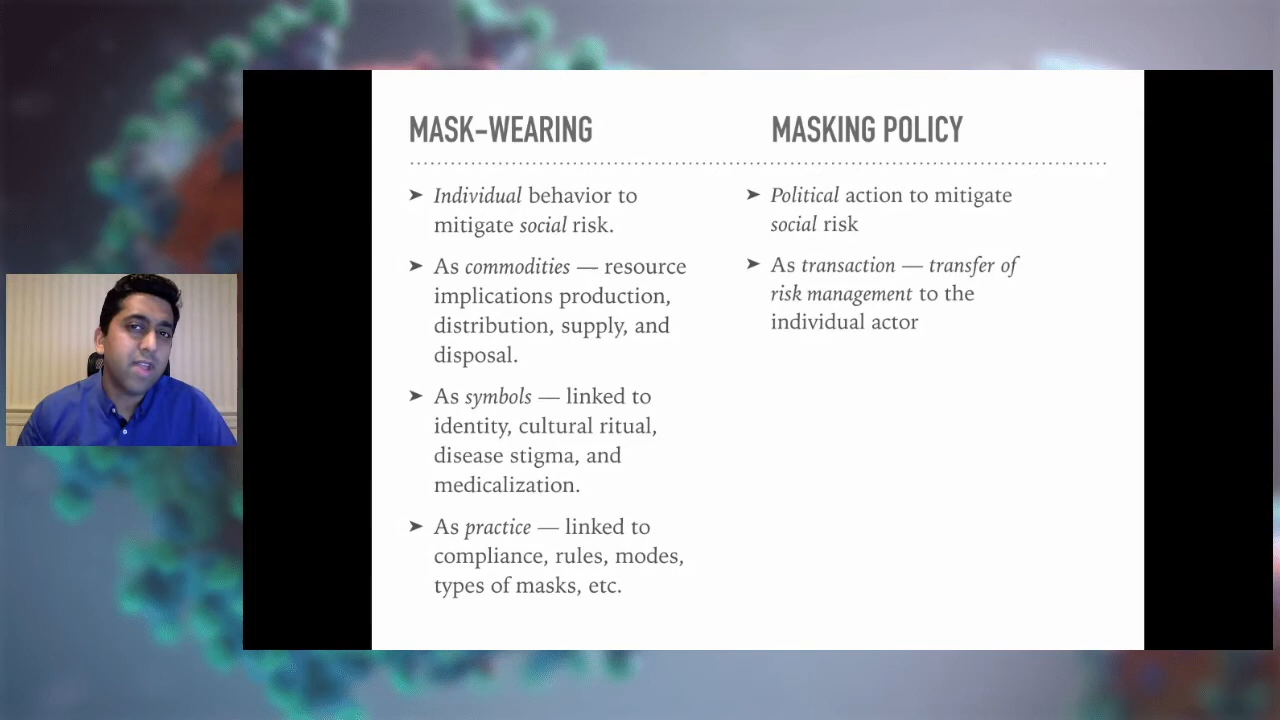 MASK-WEARING
➤ Individual behavior to
mitigate social risk.
➤ As commodities — resource
implications production,
distribution, supply, and
disposal.
➤ As symbols — linked to
identity, cultural ritual,
disease stigma, and
medicalization.
➤ As practice — linked to
compliance, rules, modes,
types of masks, etc.
MASKING POLICY
➤ Political action to mitigate
social risk
➤ As transaction — transfer of
risk management to the
individual actor